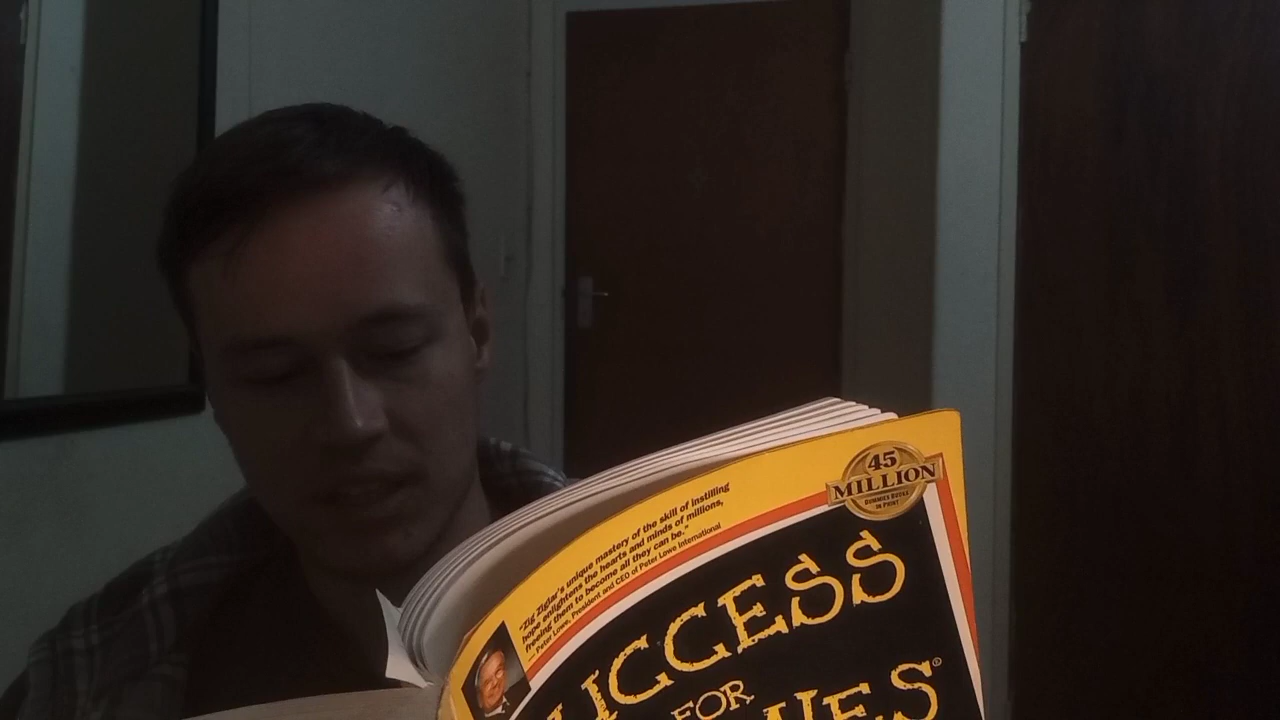 45
MILLION
DUMMIES BOOKS
IN PRINT
"Zig Ziglar's unique mastery of the skill of instilling
hope enlightens the hearts and minds of millions,
freeing them to become all they can be."
— Peter Lowe, President and CEO of Peter Lowe International
UCCESS
FOR
MIES®